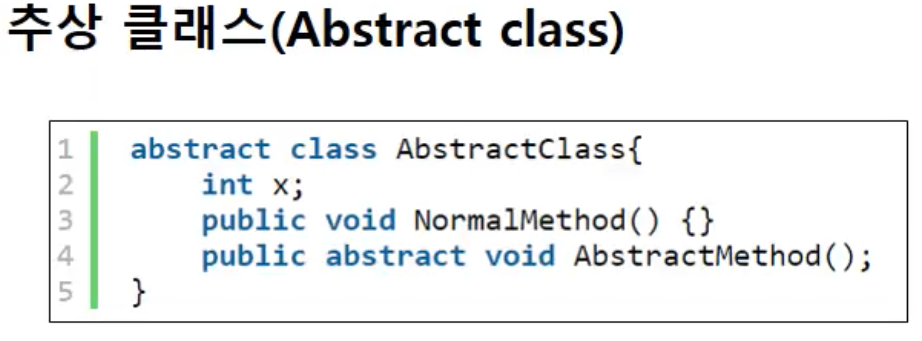 추상 클래스(Abstract class)
1 abstract class AbstractClass{
2     int x;
3     public void NormalMethod() {}
4     public abstract void AbstractMethod();
5 }